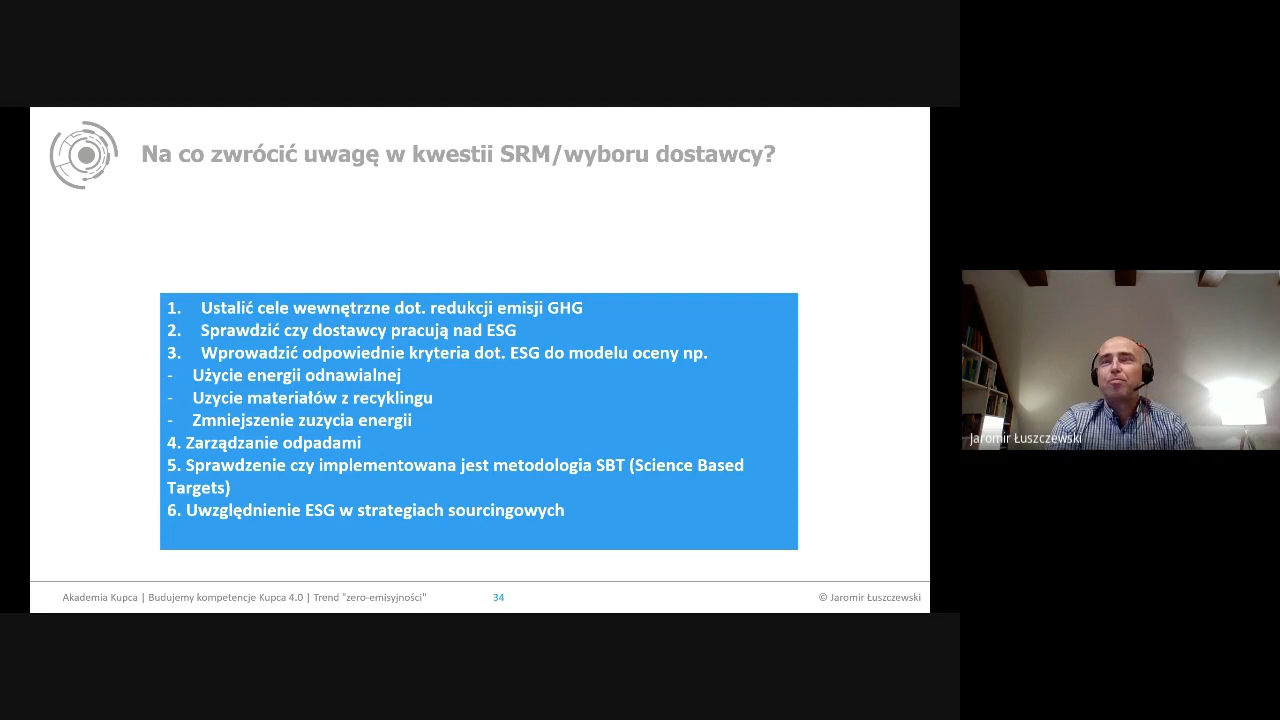 Na co zwrócić uwagę w kwestii SRM/wyboru dostawcy?
1. Ustalić cele wewnętrzne dot. redukcji emisji GHG
2. Sprawdzić czy dostawcy pracują nad ESG
3. Wprowadzić odpowiednie kryteria dot. ESG do modelu oceny np.
- Użycie energii odnawialnej
- Uzycie materiałów z recyklingu
- Zmniejszenie zuzycia energii
4. Zarządzanie odpadami
5. Sprawdzenie czy implementowana jest metodologia SBT (Science Based
Targets)
6. Uwzględnienie ESG w strategiach sourcingowych
Akademia Kupca | Budujemy kompetencje Kupca 4.0 | Trend "zero-emisyjności" 34 © Jaromir Łuszczewski
Jaromir Łuszczewski